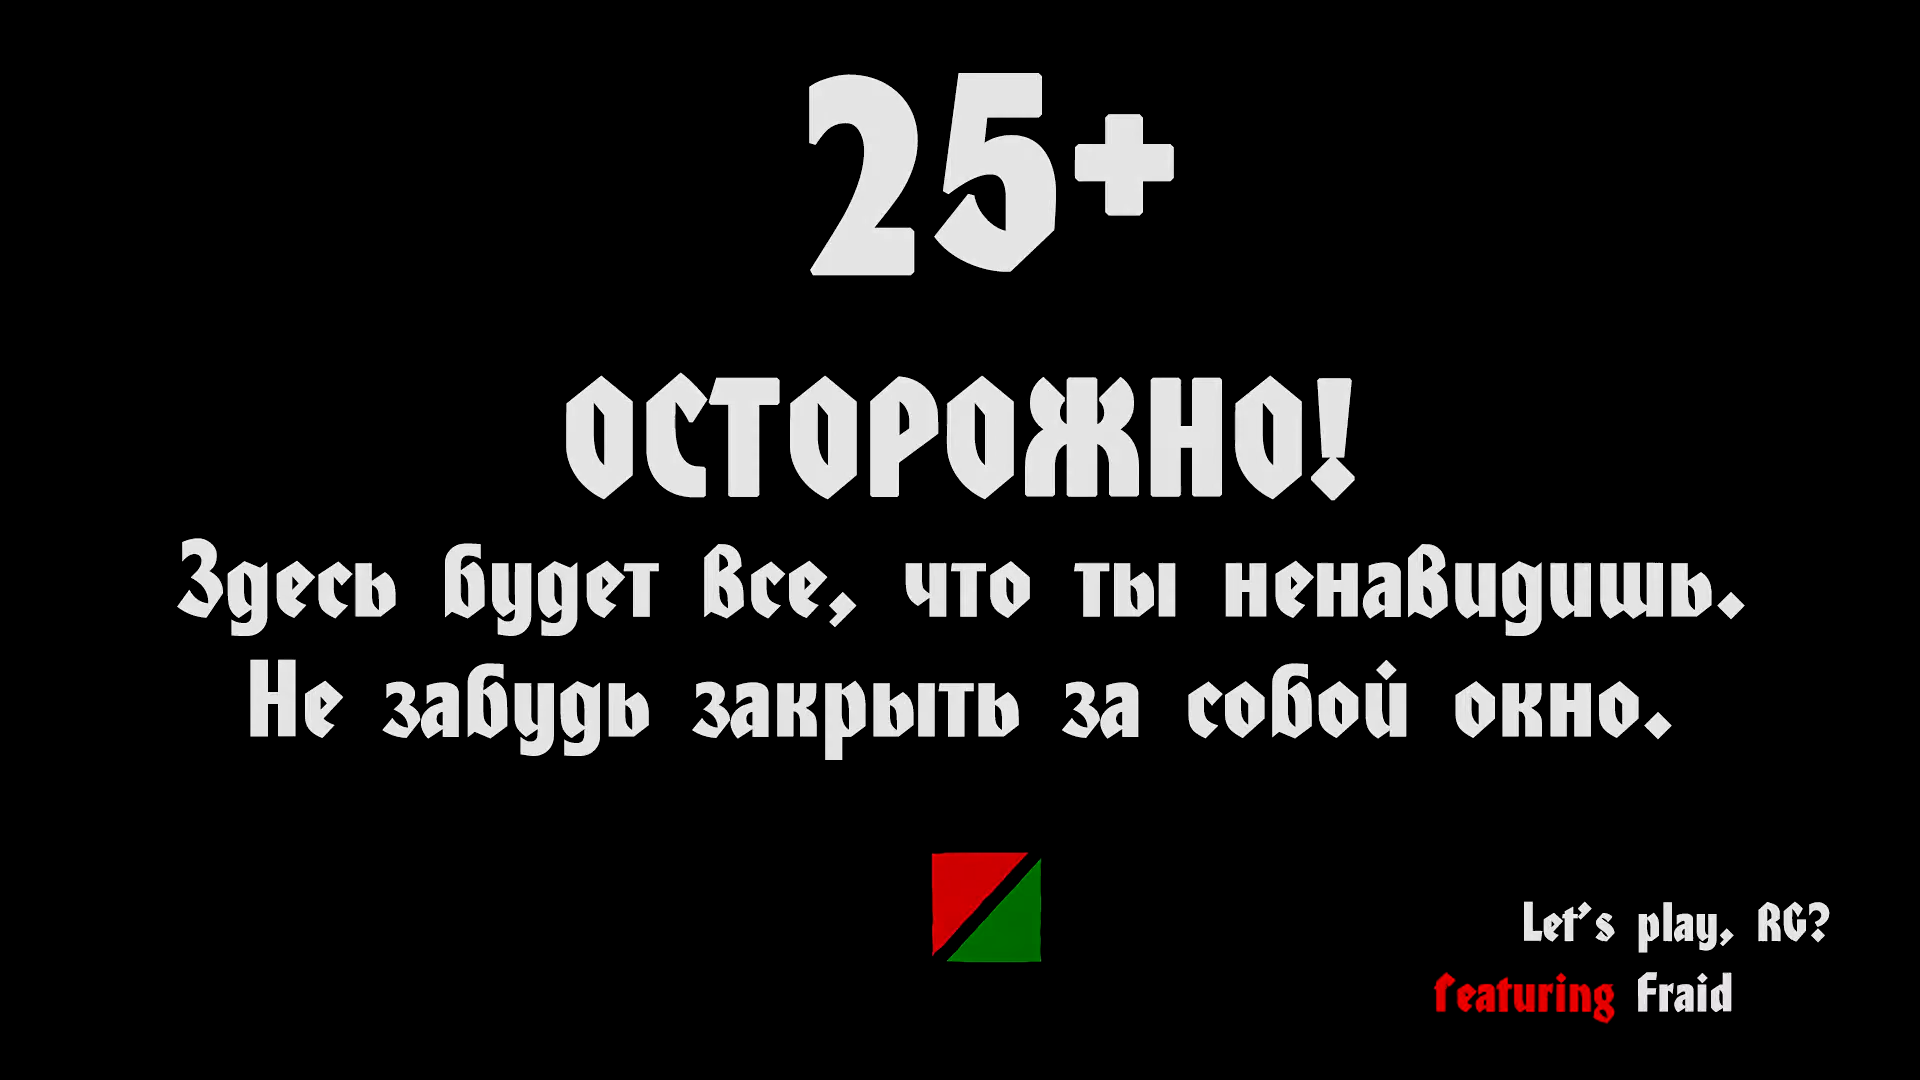 25+
ОСТОРОЖНО!
Здесь будет все, что ты ненавидишь.
Не забудь закрыть за собой окно.
Let's play, RG?
featuring Fraid